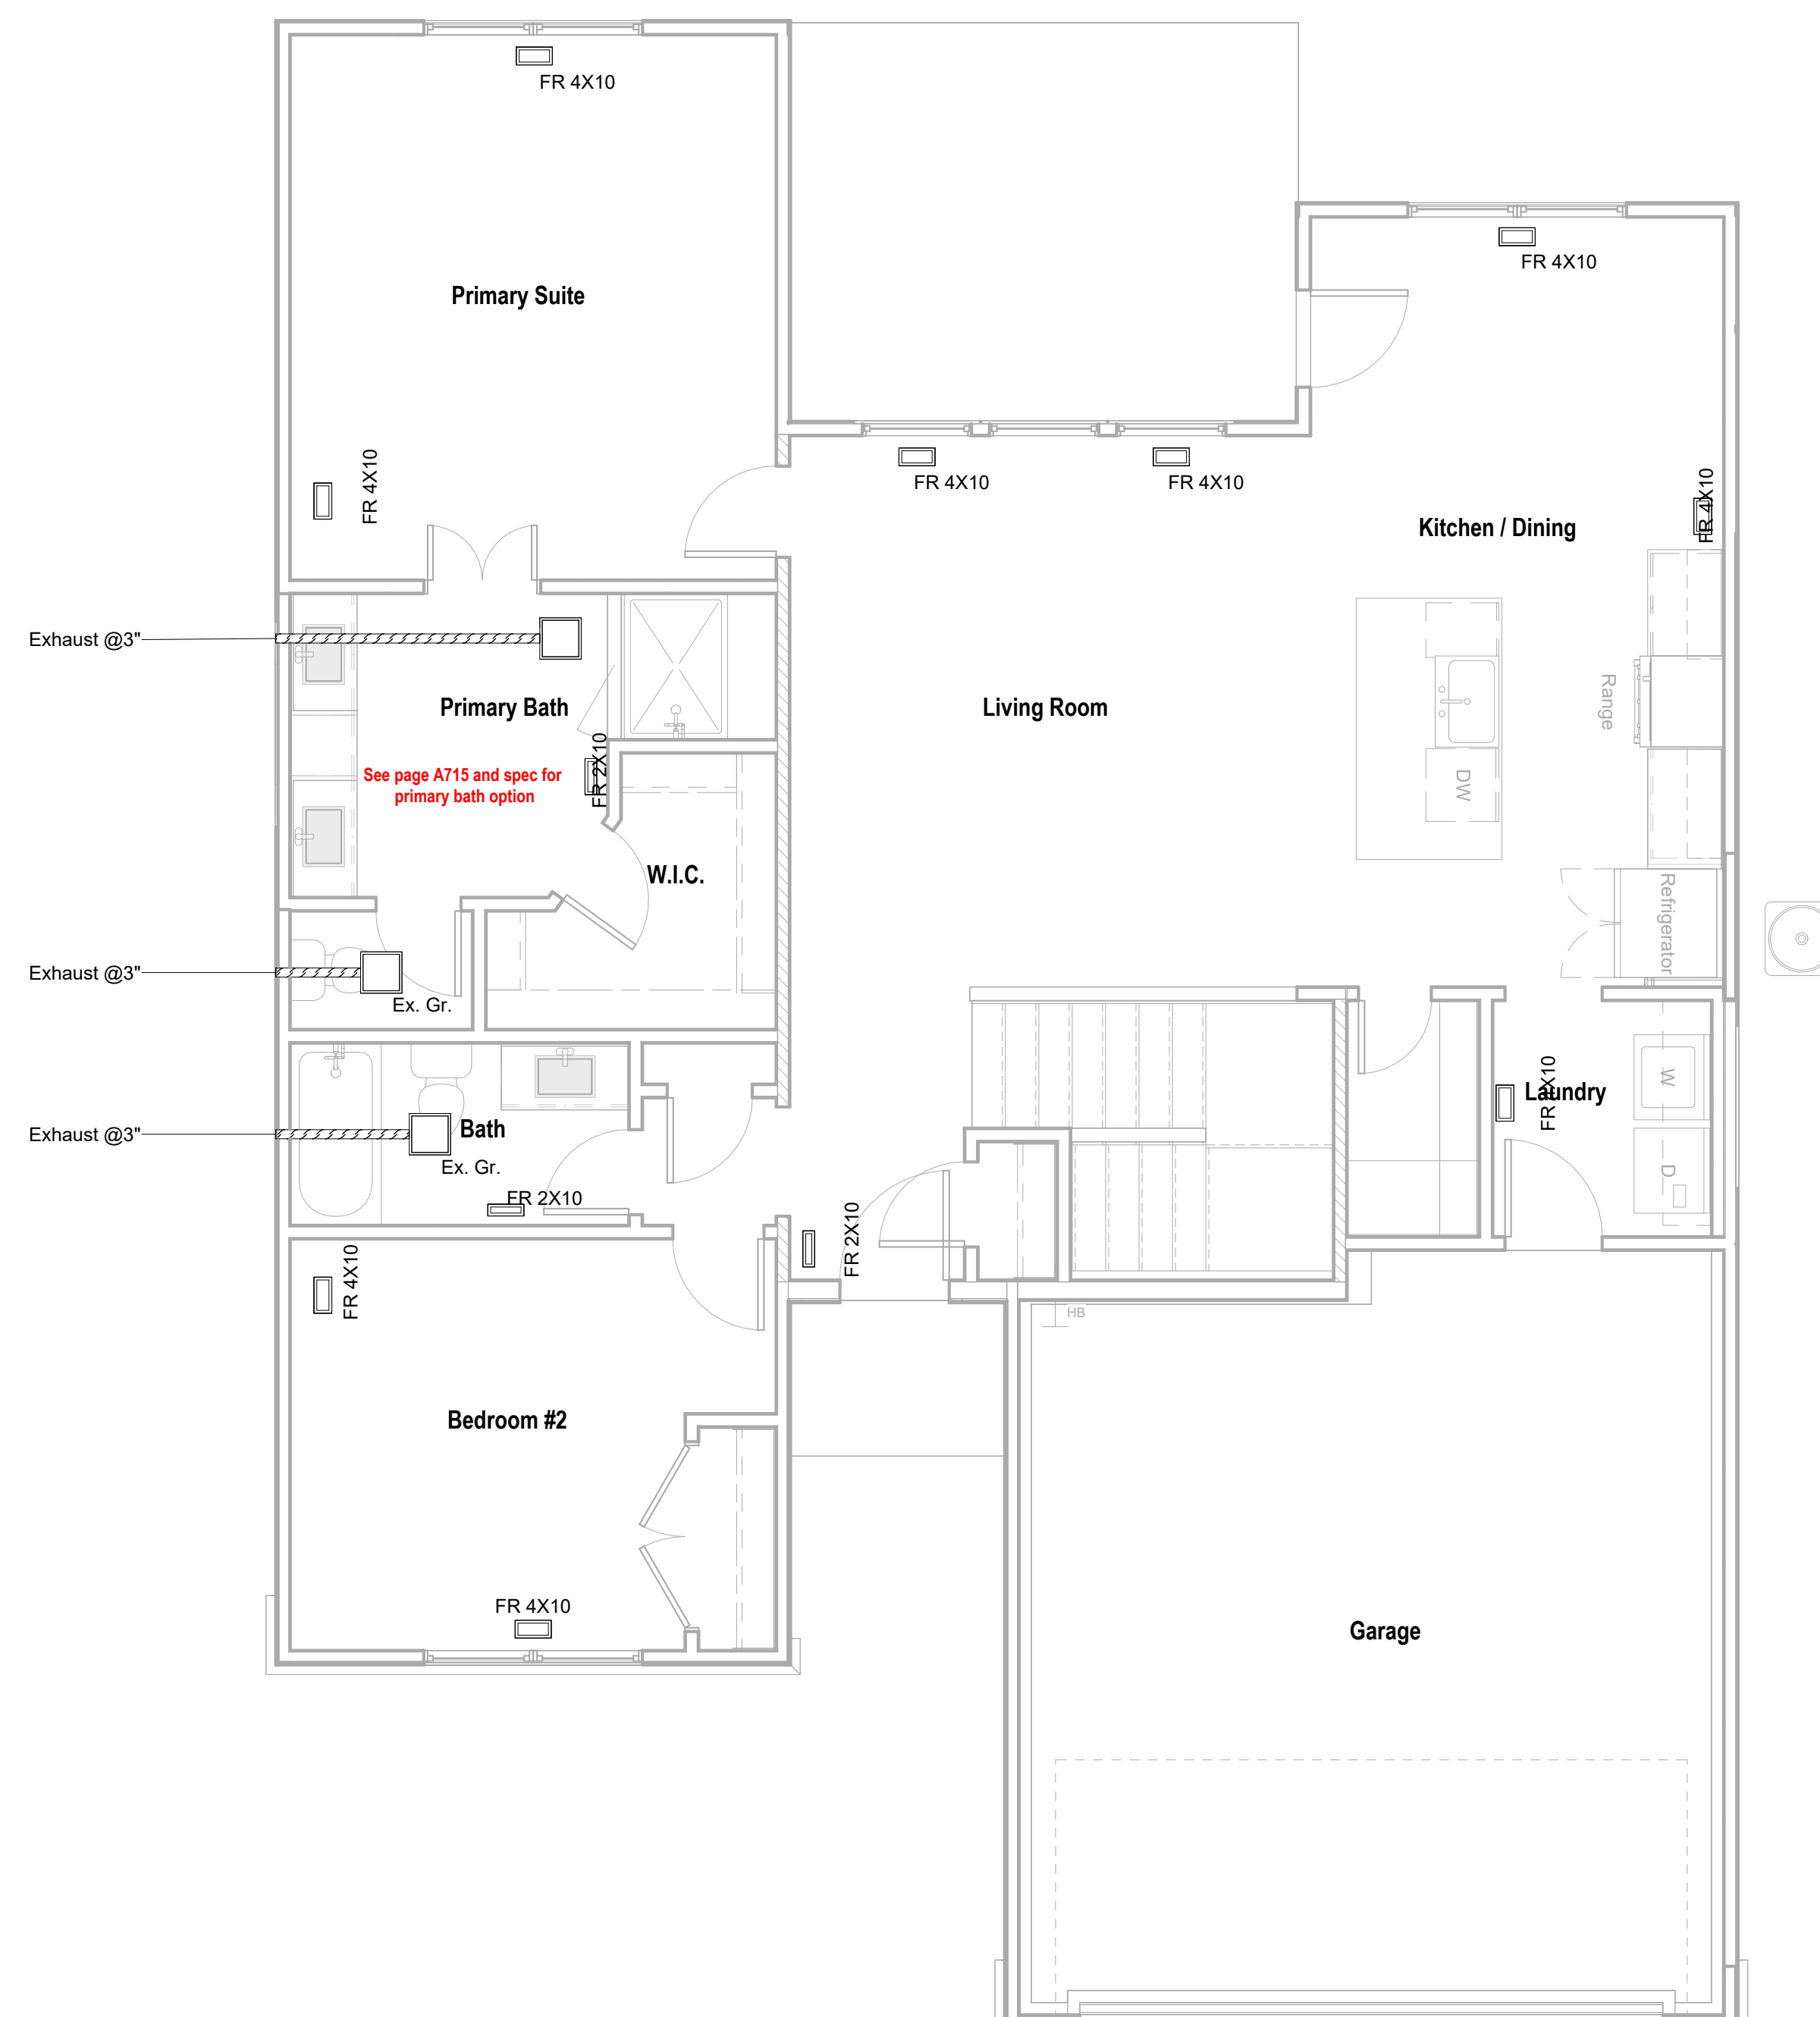 FR 4X10
FR 4X10
Primary Suite
FR 4X10
FR 4X10
FR 4X10
FR 4X10
Kitchen / Dining
Exhaust @3"
Range
Primary Bath
Living Room
FR 2X10
See page A715 and spec for
primary bath option
DW
W.I.C.
Refrigerator
Exhaust @3"
Ex. Gr.
W
Laundry
Exhaust @3"
Bath
Ex. Gr.
D
FR 2X10
FR 2X10
FR 4X10
HB
Bedroom #2
FR 4X10
Garage